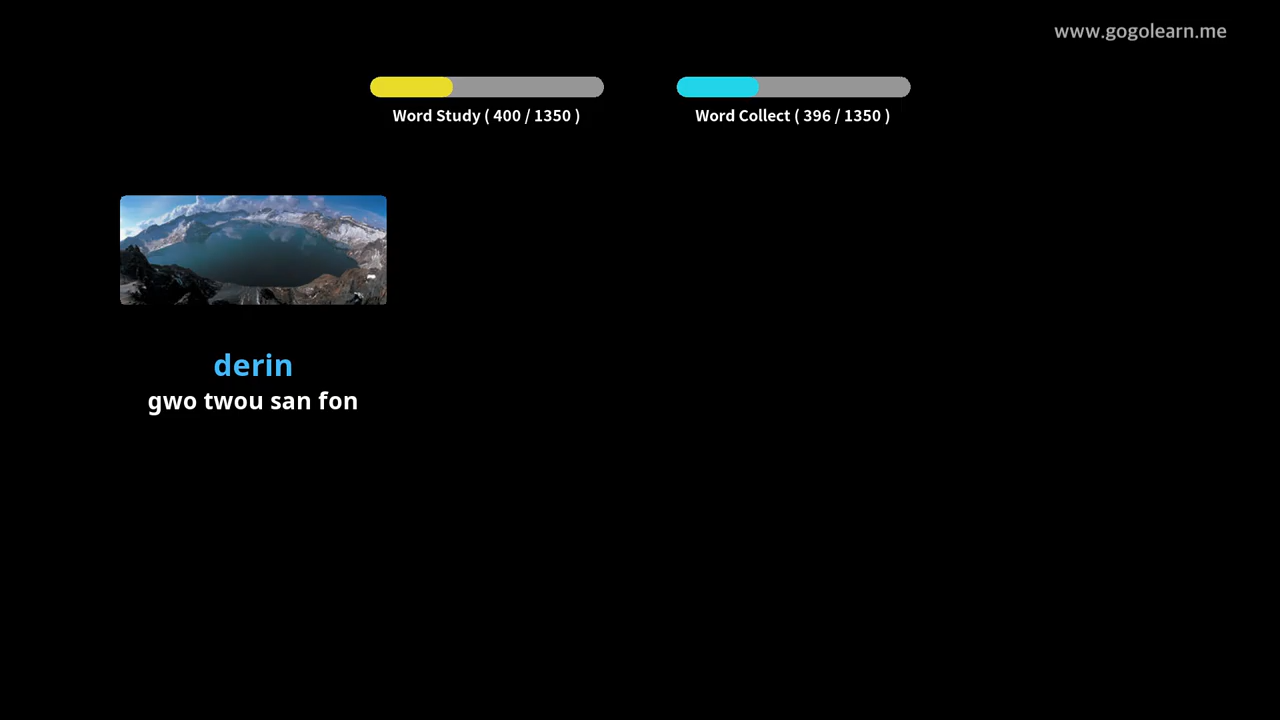 www.gogolearn.me
Word Study ( 400 / 1350 )
Word Collect ( 396 / 1350 )
derin
gwo twou san fon